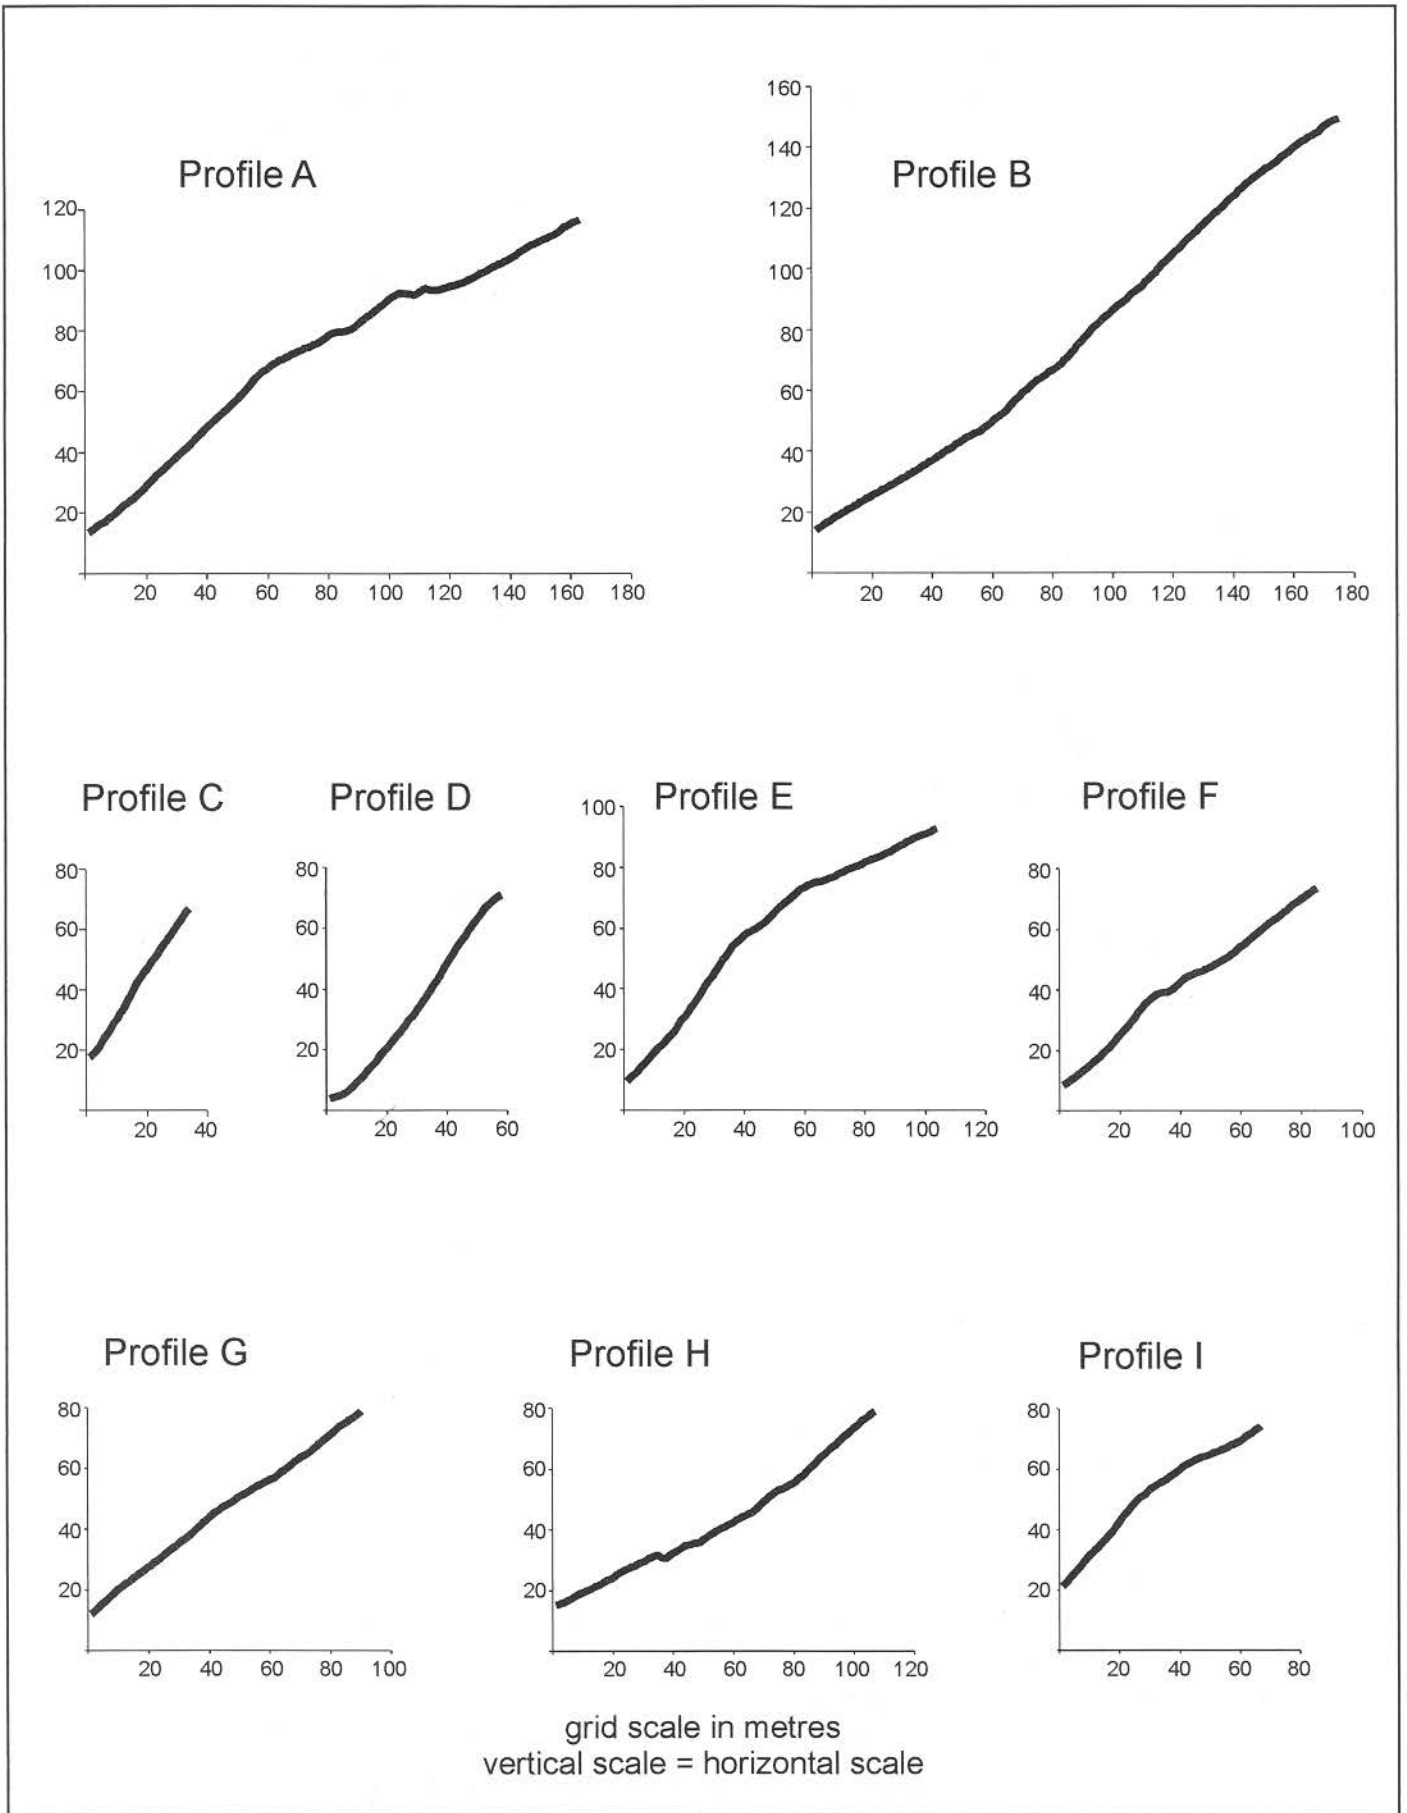 Profile A
120
100
80
60
40
20
20 40 60 80 100 120 140 160 180
Profile B
160
140
120
100
80
60
40
20
20 40 60 80 100 120 140 160 180
Profile C
80
60
40
20
20 40
Profile D
80
60
40
20
20 40 60
Profile E
100
80
60
40
20
20 40 60 80 100 120
Profile F
80
60
40
20
20 40 60 80 100
Profile G
80
60
40
20
20 40 60 80 100
Profile H
80
60
40
20
20 40 60 80 100 120
Profile I
80
60
40
20
20 40 60 80
grid scale in metres
vertical scale = horizontal scale